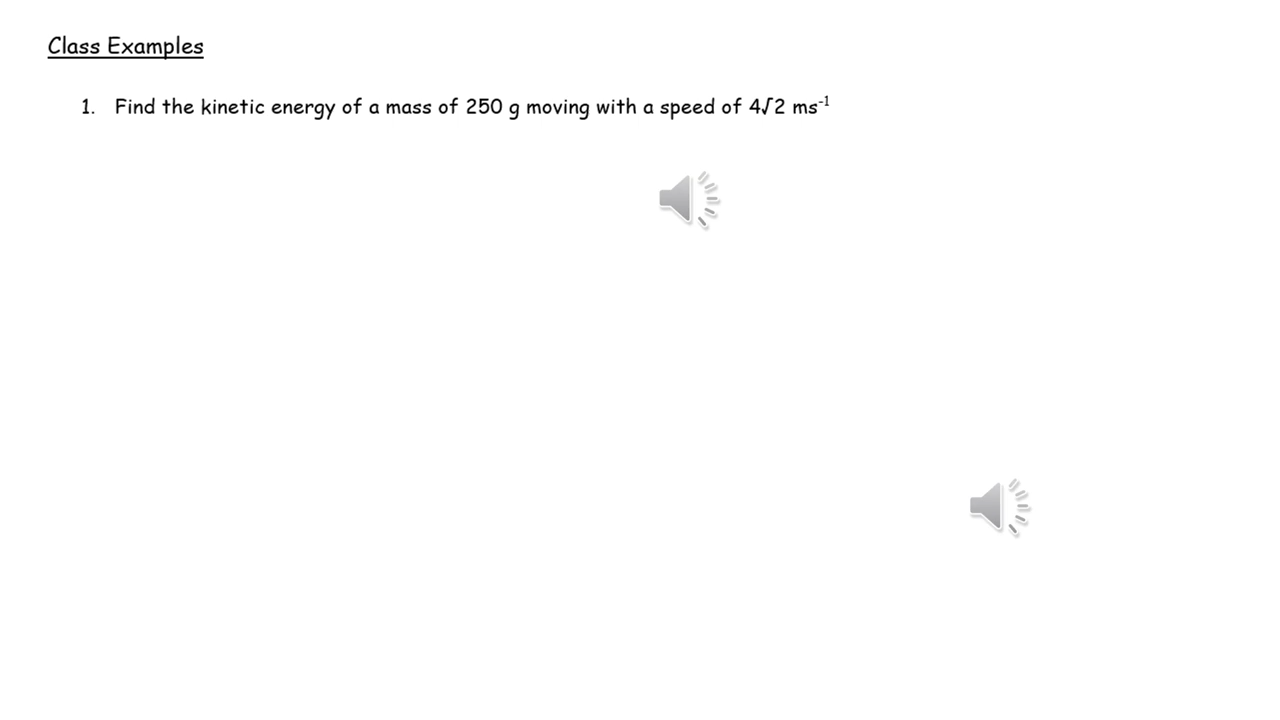 Class Examples
1. Find the kinetic energy of a mass of 250 g moving with a speed of 4√2 ms⁻¹